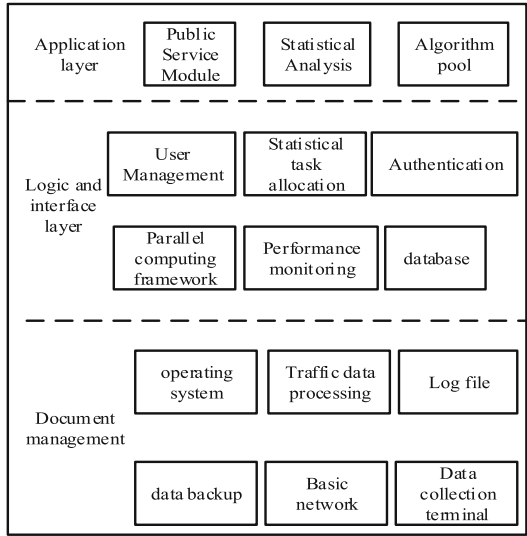 Application
layer
Public
Service
Module
Statistical
Analysis
Algorithm
pool
Logic and
interface
layer
User
Management
Statistical
task
allocation
Authentication
Parallel
computing
framework
Performance
monitoring
database
Document
management
operating
system
Traffic data
processing
Log file
data backup
Basic
network
Data
collection
terminal